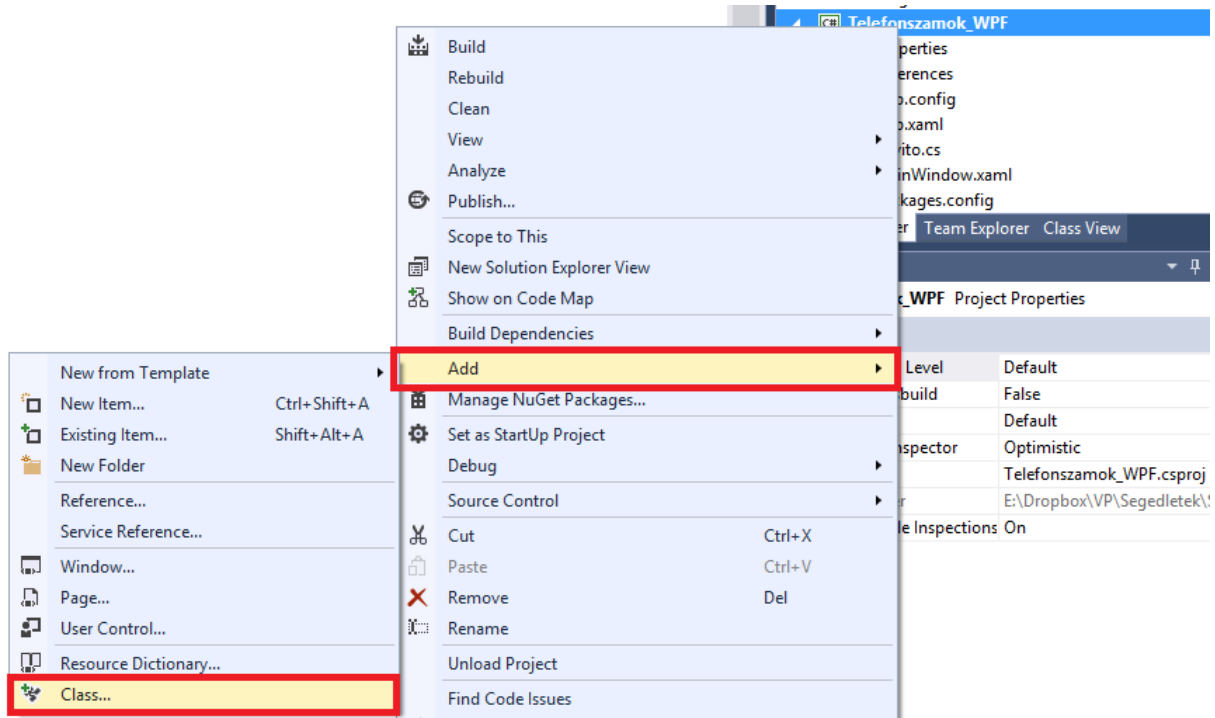 Telefonszamok_WPF
perties
erences
p.config
p.xaml
ito.cs
inWindow.xaml
kages.config
er Team Explorer Class View
k_WPF Project Properties
Level Default
build False
Default
nspector Optimistic
Telefonszamok_WPF.csproj
er E:\Dropbox\VP\Segedletek\
le Inspections On
Build
Rebuild
Clean
View
Analyze
Publish...
Scope to This
New Solution Explorer View
Show on Code Map
Build Dependencies
Add
Manage NuGet Packages...
Set as StartUp Project
Debug
Source Control
Cut Ctrl+X
Paste Ctrl+V
Remove Del
Rename
Unload Project
Find Code Issues
New from Template
New Item... Ctrl+Shift+A
Existing Item... Shift+Alt+A
New Folder
Reference...
Service Reference...
Window...
Page...
User Control...
Resource Dictionary...
Class...